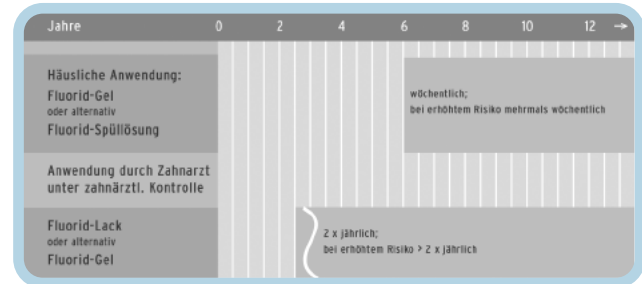 Jahre 0 2 4 6 8 10 12 →
Häusliche Anwendung:
Fluorid-Gel
oder alternativ
Fluorid-Spüllösung
wöchentlich;
bei erhöhtem Risiko mehrmals wöchentlich
Anwendung durch Zahnarzt
unter zahnärztl. Kontrolle
Fluorid-Lack
oder alternativ
Fluorid-Gel
2 x jährlich;
bei erhöhtem Risiko > 2 x jährlich